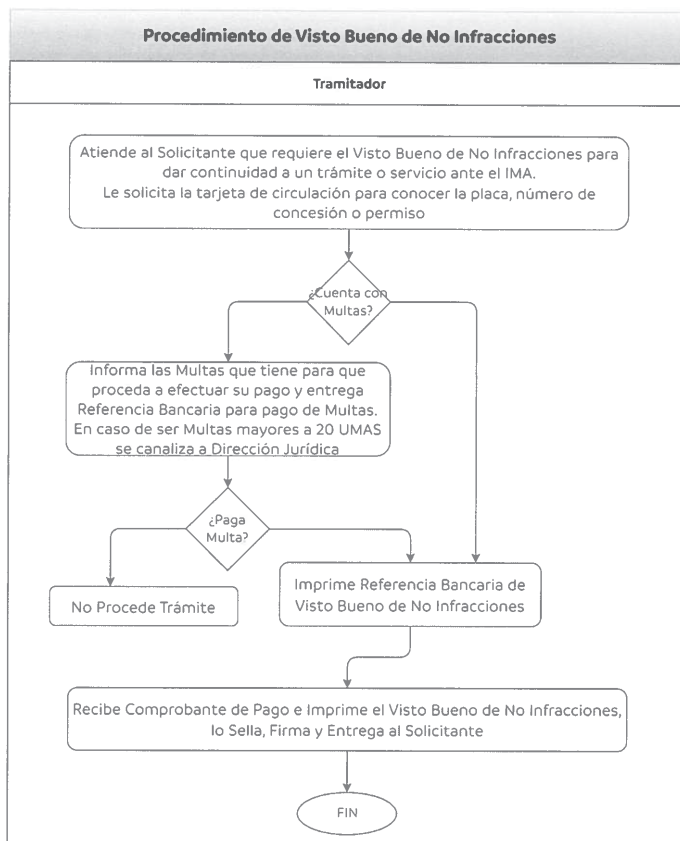 Procedimiento de Visto Bueno de No Infracciones
Tramitador
Atiende al Solicitante que requiere el Visto Bueno de No Infracciones para
dar continuidad a un trámite o servicio ante el IMA.
Le solicita la tarjeta de circulación para conocer la placa, número de
concesión o permiso
¿Cuenta con
Multas?
Informa las Multas que tiene para que
proceda a efectuar su pago y entrega
Referencia Bancaria para pago de Multas.
En caso de ser Multas mayores a 20 UMAS
se canaliza a Dirección Jurídica
¿Paga
Multa?
No Procede Trámite
Imprime Referencia Bancaria de
Visto Bueno de No Infracciones
Recibe Comprobante de Pago e Imprime el Visto Bueno de No Infracciones,
lo Sella, Firma y Entrega al Solicitante
FIN